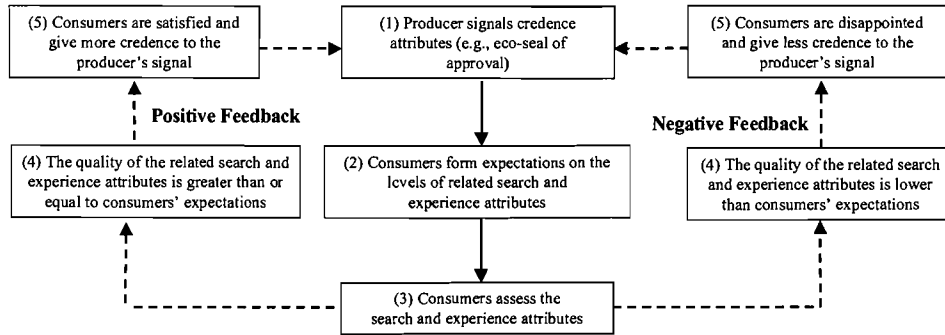 (5) Consumers are satisfied and
give more credence to the
producer's signal
(1) Producer signals credence
attributes (e.g., eco-seal of
approval)
(5) Consumers are disappointed
and give less credence to the
producer's signal
Positive Feedback
Negative Feedback
(4) The quality of the related search and
experience attributes is greater than or
equal to consumers' expectations
(2) Consumers form expectations on the
levels of related search and
experience attributes
(4) The quality of the related search
and experience attributes is lower
than consumers' expectations
(3) Consumers assess the
search and experience attributes